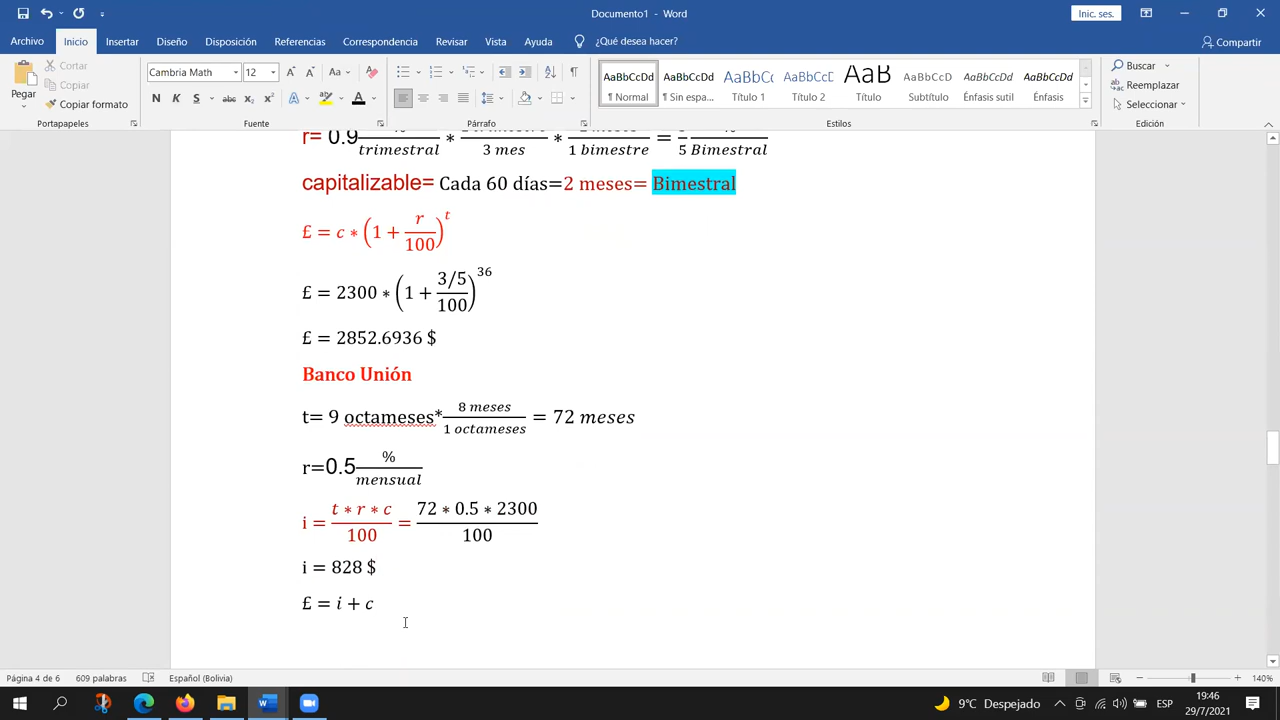 Documento1 - Word
Inic. ses.
Archivo Inicio Insertar Diseño Disposición Referencias Correspondencia Revisar Vista Ayuda ¿Qué desea hacer? Compartir
Pegar
Cortar
Copiar
Copiar formato
Cambria Math 12
N K S abc
AaBbCcDd AaBbCcDd AaBbCc AaBbCcD AaB AaBbCcD AaBbCcDd AaBbCcDd
¶ Normal ¶ Sin espa... Título 1 Título 2 Título Subtítulo Énfasis sutil Énfasis
Buscar
Reemplazar
Seleccionar
Portapapeles Fuente Párrafo Estilos Edición
r= 0.9 %/trimestral * /3 mes * /1 bimestre = /5 %/Bimestral
capitalizable= Cada 60 días=2 meses= Bimestral
£ = c * (1 + r/100)^t
£ = 2300 * (1 + 3/5/100)^36
£ = 2852.6936 $
Banco Unión
t= 9 octameses* 8 meses/1 octameses = 72 meses
r=0.5 %/mensual
i = t * r * c/100 = 72 * 0.5 * 2300/100
i = 828 $
£ = i + c
Página 4 de 6 609 palabras Español (Bolivia) 140%
9°C Despejado ESP 19:46
29/7/2021